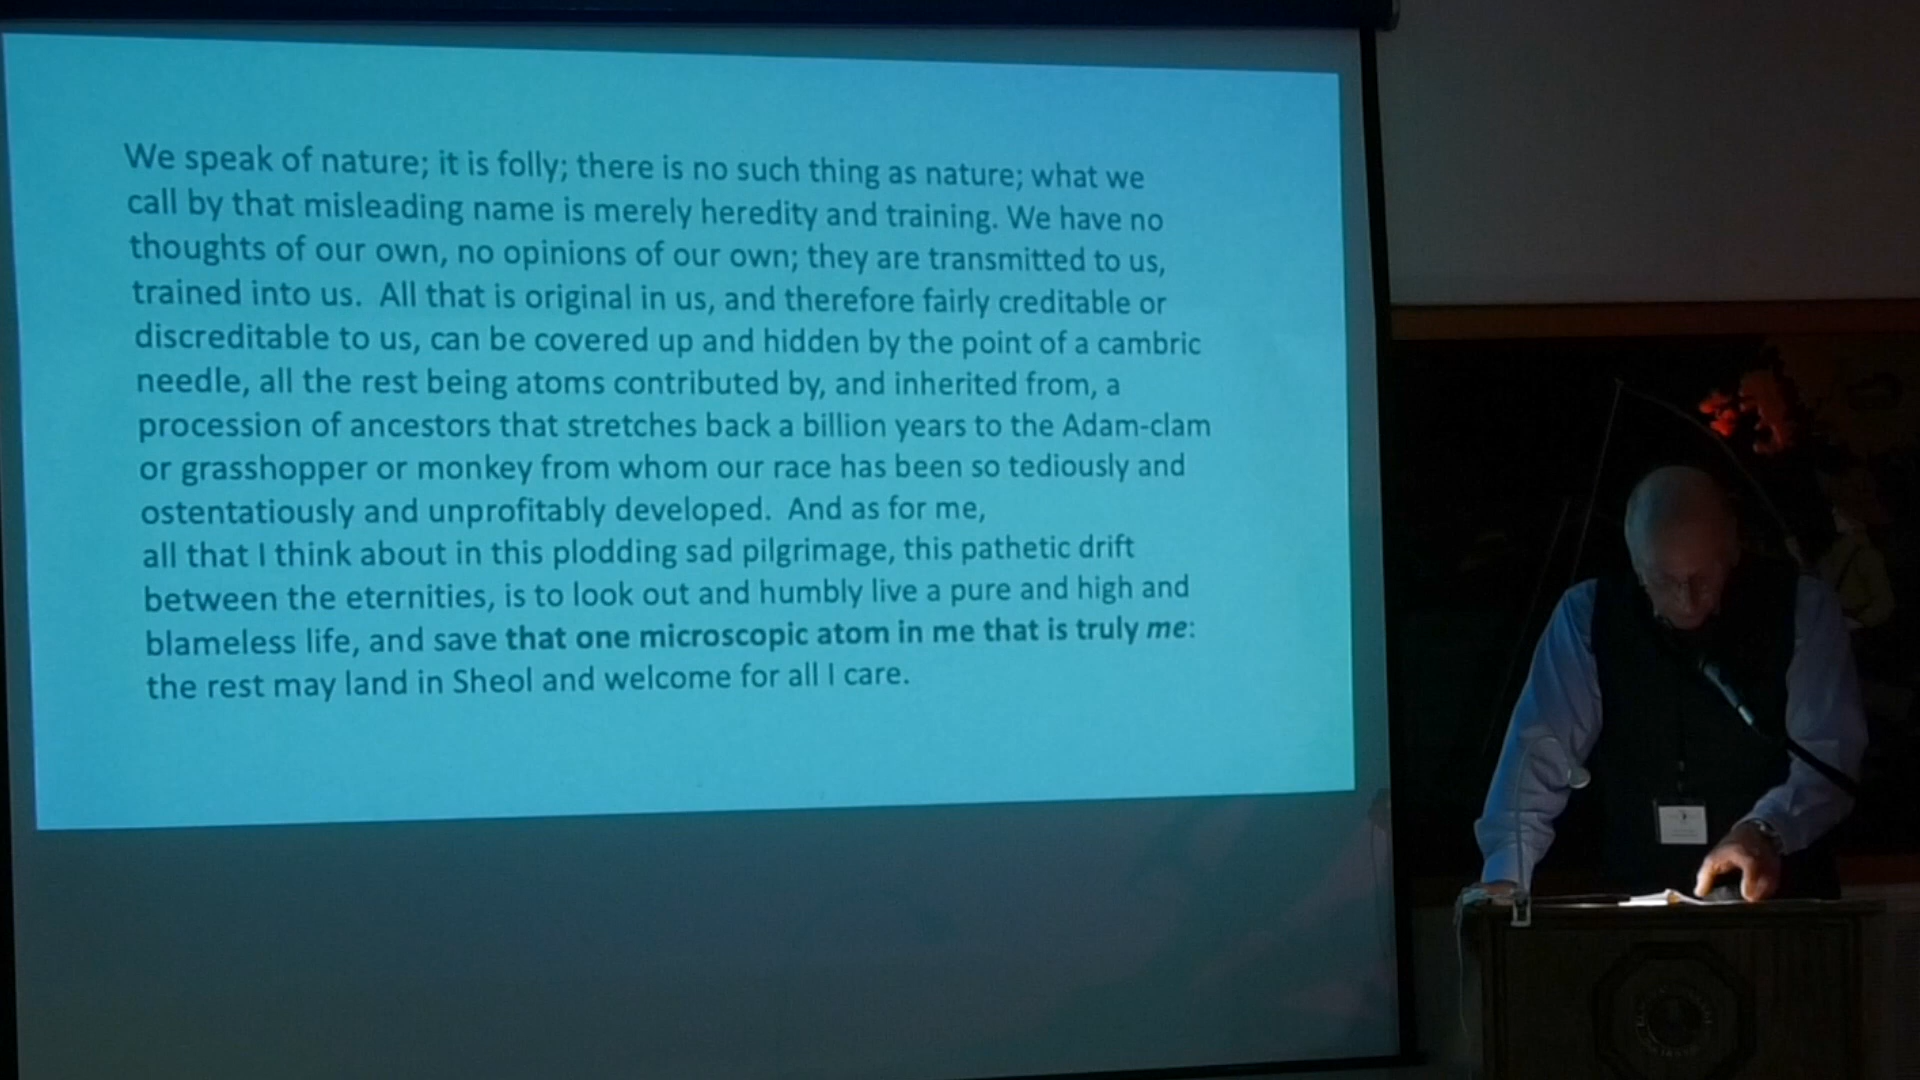 We speak of nature; it is folly; there is no such thing as nature; what we
call by that misleading name is merely heredity and training. We have no
thoughts of our own, no opinions of our own; they are transmitted to us,
trained into us.  All that is original in us, and therefore fairly creditable or
discreditable to us, can be covered up and hidden by the point of a cambric
needle, all the rest being atoms contributed by, and inherited from, a
procession of ancestors that stretches back a billion years to the Adam-clam
or grasshopper or monkey from whom our race has been so tediously and
ostentatiously and unprofitably developed.  And as for me,
all that I think about in this plodding sad pilgrimage, this pathetic drift
between the eternities, is to look out and humbly live a pure and high and
blameless life, and save that one microscopic atom in me that is truly me:
the rest may land in Sheol and welcome for all I care.